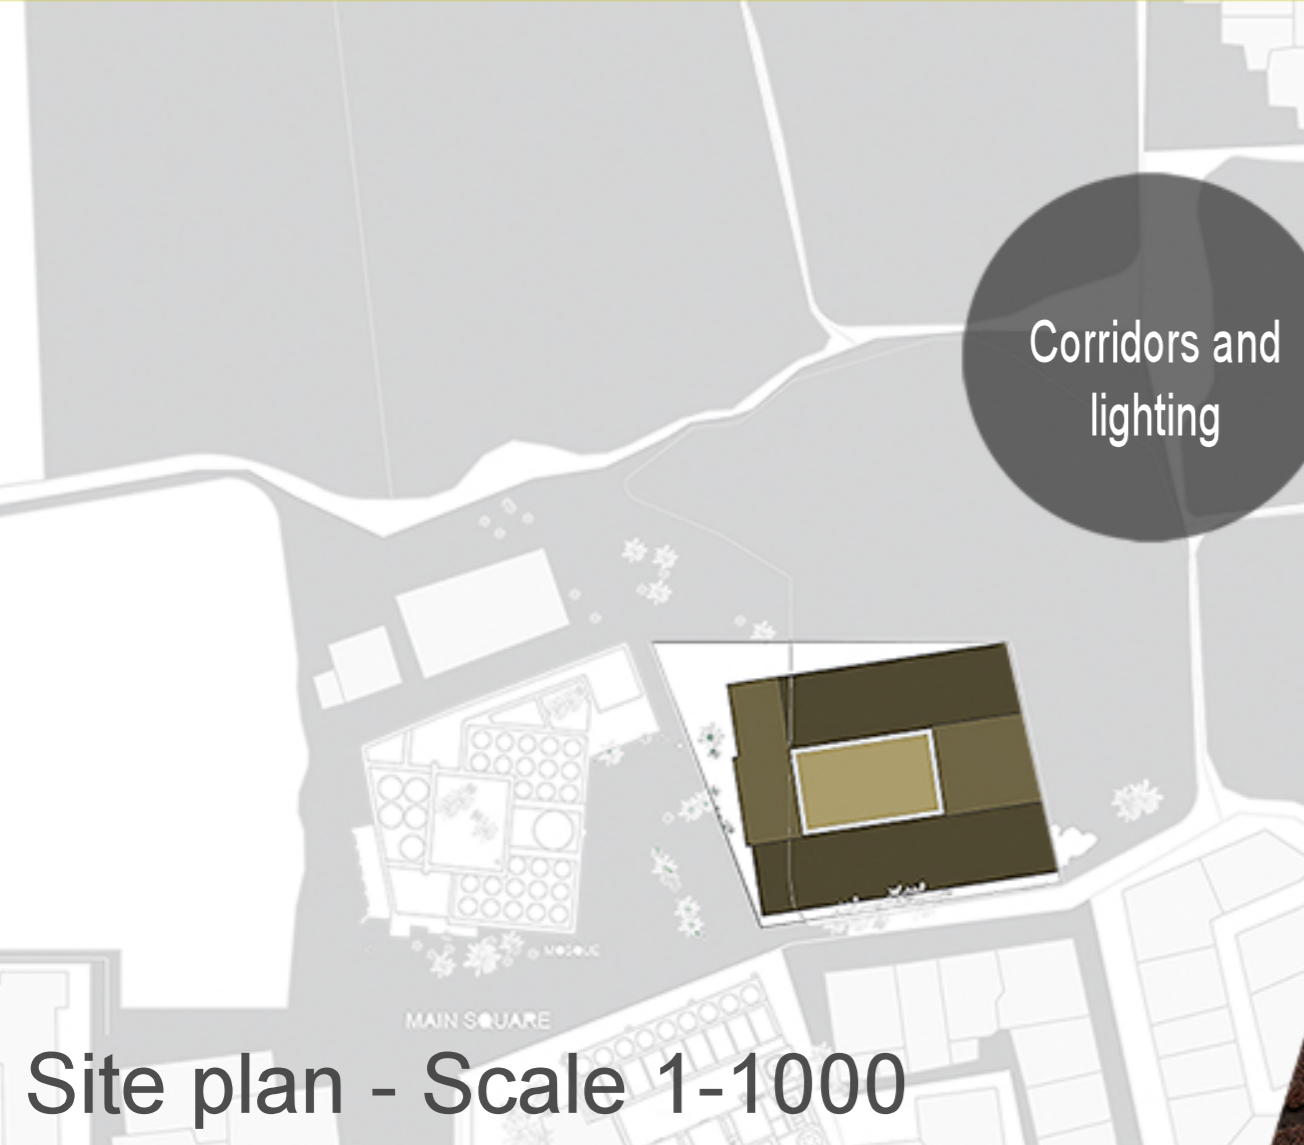 Corridors and
lighting
MOSQUE
MAIN SQUARE
Site plan - Scale 1-1000